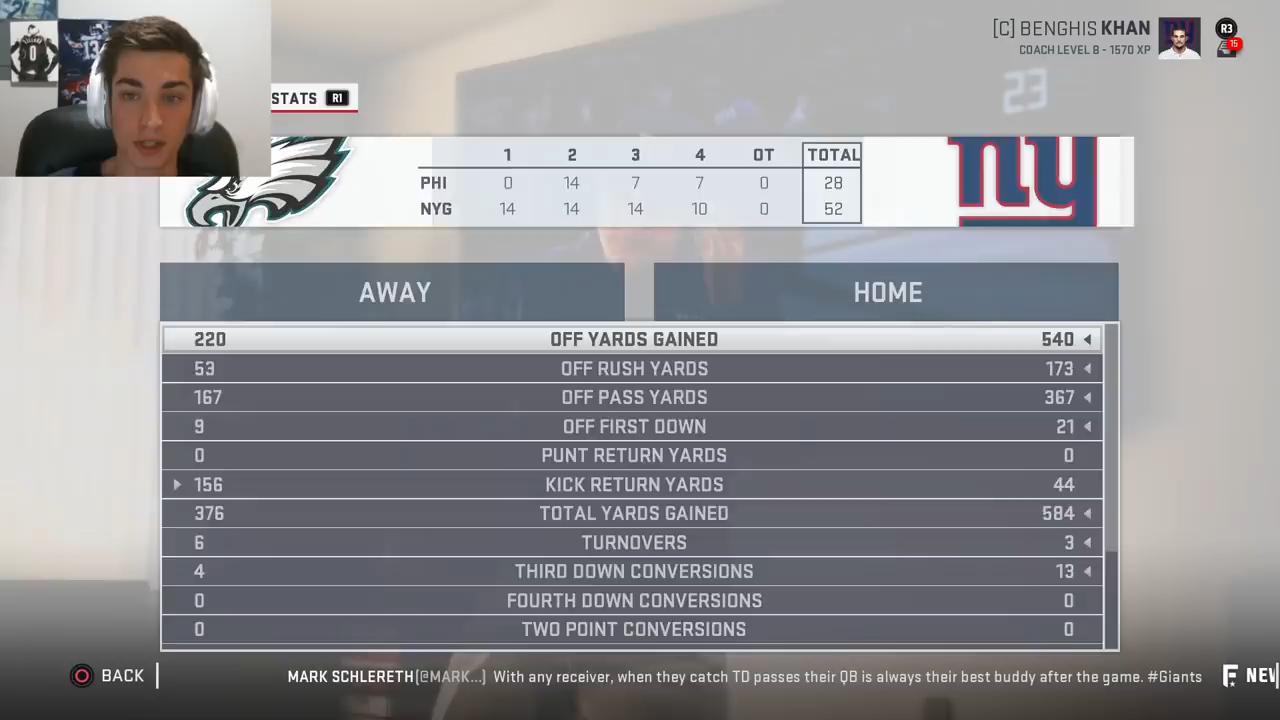 [C] BENGHIS KHAN
R3
COACH LEVEL 8 - 1570 XP
15
0
13
23
STATS R1
1 2 3 4 OT TOTAL
PHI 0 14 7 7 0 28
NYG 14 14 14 10 0 52
ny
AWAY HOME
220 OFF YARDS GAINED 540
53 OFF RUSH YARDS 173
167 OFF PASS YARDS 367
9 OFF FIRST DOWN 21
0 PUNT RETURN YARDS 0
156 KICK RETURN YARDS 44
376 TOTAL YARDS GAINED 584
6 TURNOVERS 3
4 THIRD DOWN CONVERSIONS 13
0 FOURTH DOWN CONVERSIONS 0
0 TWO POINT CONVERSIONS 0
BACK
MARK SCHLERETH [@MARK...] With any receiver, when they catch TD passes their QB is always their best buddy after the game. #Giants